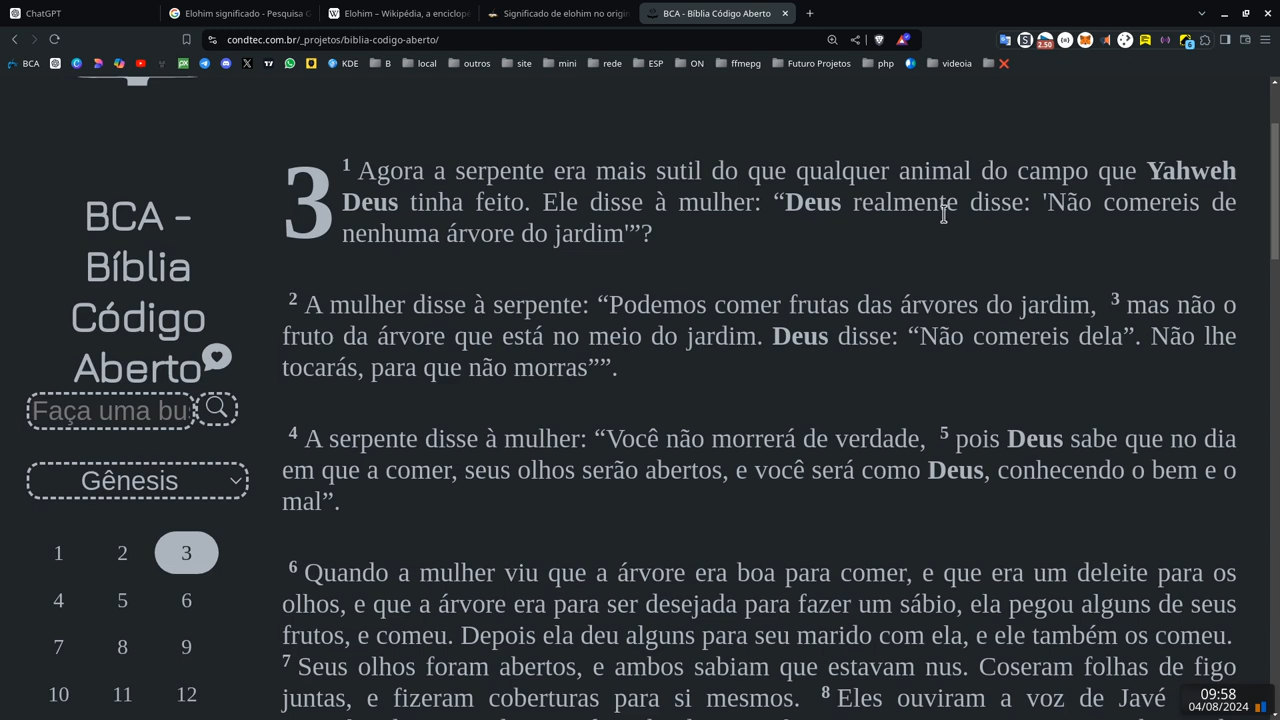 ChatGPT
Elohim significado - Pesquisa G
Elohim – Wikipédia, a enciclopé
Significado de elohim no origin
BCA - Bíblia Código Aberto
condtec.com.br/_projetos/biblia-codigo-aberto/
2.50
6
BCA
KDE
B
local
outros
site
mini
rede
ESP
ON
ffmepg
Futuro Projetos
php
videoia
BCA -
Bíblia
Código
Aberto
Faça uma bus
Gênesis
1 2 3
4 5 6
7 8 9
10 11 12
3
1 Agora a serpente era mais sutil do que qualquer animal do campo que Yahweh
Deus tinha feito. Ele disse à mulher: “Deus realmente disse: 'Não comereis de
nenhuma árvore do jardim'”?
2 A mulher disse à serpente: “Podemos comer frutas das árvores do jardim, 3 mas não o
fruto da árvore que está no meio do jardim. Deus disse: “Não comereis dela”. Não lhe
tocarás, para que não morras””.
4 A serpente disse à mulher: “Você não morrerá de verdade, 5 pois Deus sabe que no dia
em que a comer, seus olhos serão abertos, e você será como Deus, conhecendo o bem e o
mal”.
6 Quando a mulher viu que a árvore era boa para comer, e que era um deleite para os
olhos, e que a árvore era para ser desejada para fazer um sábio, ela pegou alguns de seus
frutos, e comeu. Depois ela deu alguns para seu marido com ela, e ele também os comeu.
7 Seus olhos foram abertos, e ambos sabiam que estavam nus. Coseram folhas de figo
juntas, e fizeram coberturas para si mesmos. 8 Eles ouviram a voz de Javé
09:58
04/08/2024